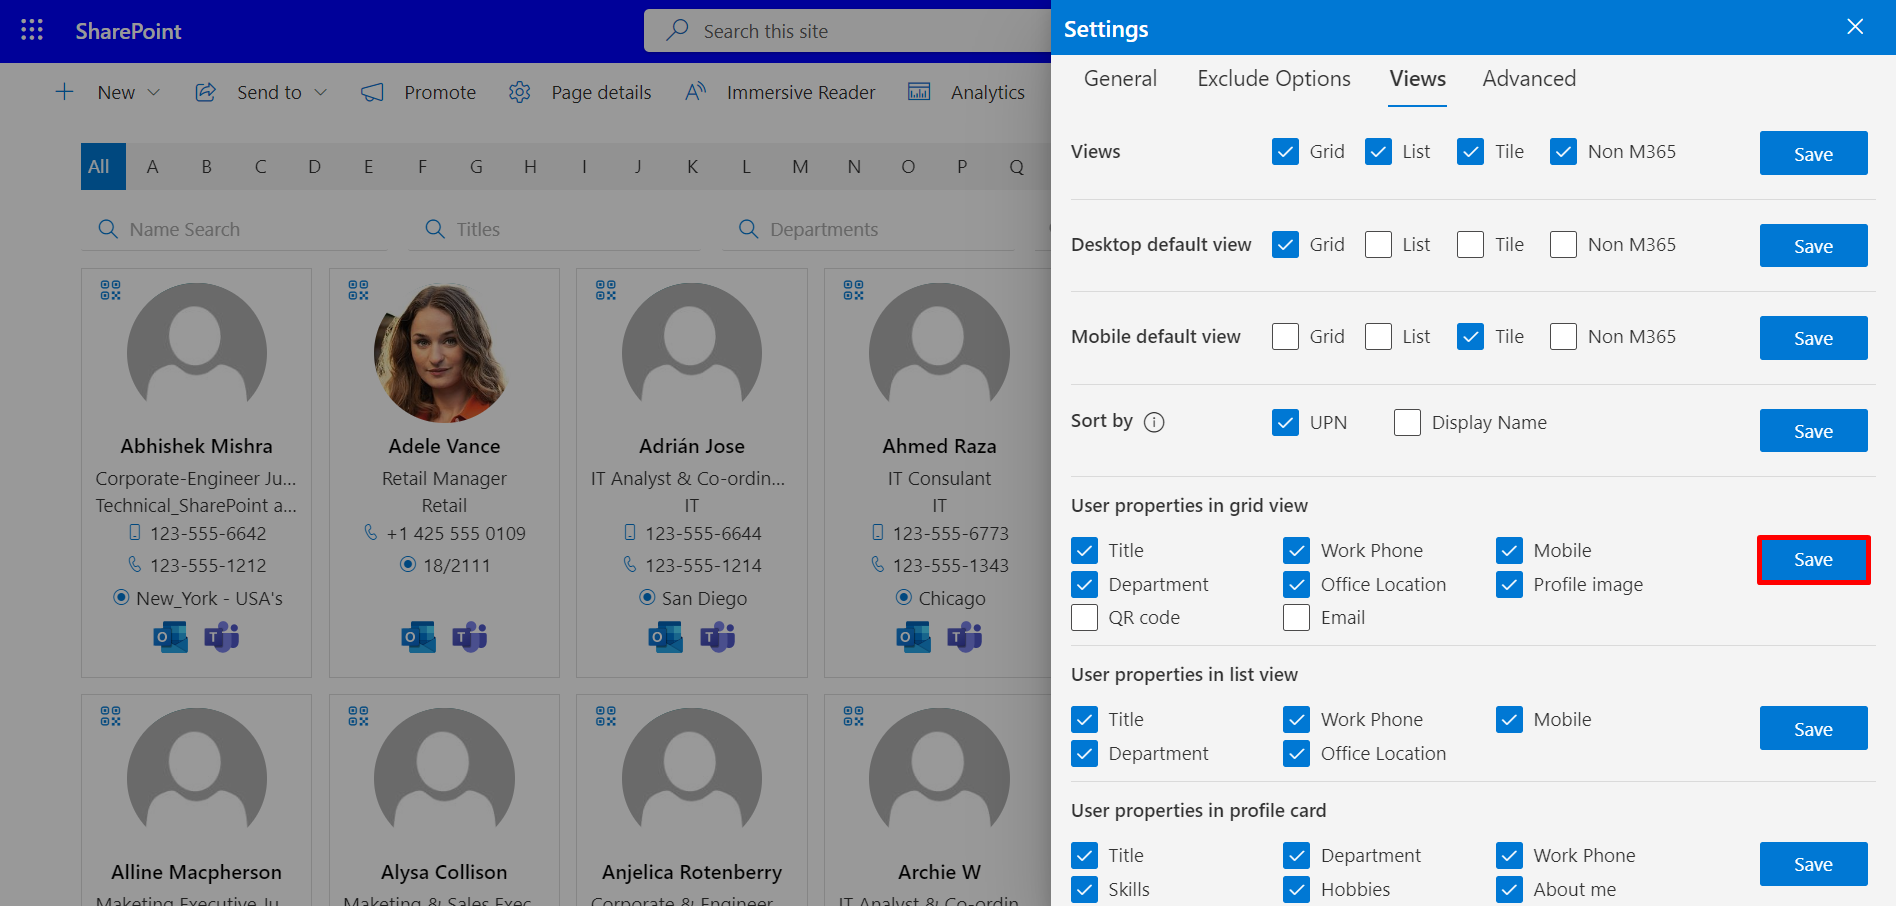 SharePoint
Search this site
New
Send to
Promote
Page details
Immersive Reader
Analytics
All A B C D E F G H I J K L M N O P Q
Name Search
Titles
Departments
Abhishek Mishra
Corporate-Engineer Ju...
Technical_SharePoint a...
123-555-6642
123-555-1212
New_York - USA's
Adele Vance
Retail Manager
Retail
+1 425 555 0109
18/2111
Adrián Jose
IT Analyst & Co-ordin...
IT
123-555-6644
123-555-1214
San Diego
Ahmed Raza
IT Consulant
IT
123-555-6773
123-555-1343
Chicago
Alline Macpherson
Maketing Executive Ju...
Alysa Collison
Maketing & Sales Exec...
Anjelica Rotenberry
Corporate & Engineer...
Archie W
IT Analyst & Co-ordin...
Settings
General Exclude Options Views Advanced
Views Grid List Tile Non M365 Save
Desktop default view Grid List Tile Non M365 Save
Mobile default view Grid List Tile Non M365 Save
Sort by UPN Display Name Save
User properties in grid view
Title Work Phone Mobile Save
Department Office Location Profile image
QR code Email
User properties in list view
Title Work Phone Mobile Save
Department Office Location
User properties in profile card
Title Department Work Phone Save
Skills Hobbies About me